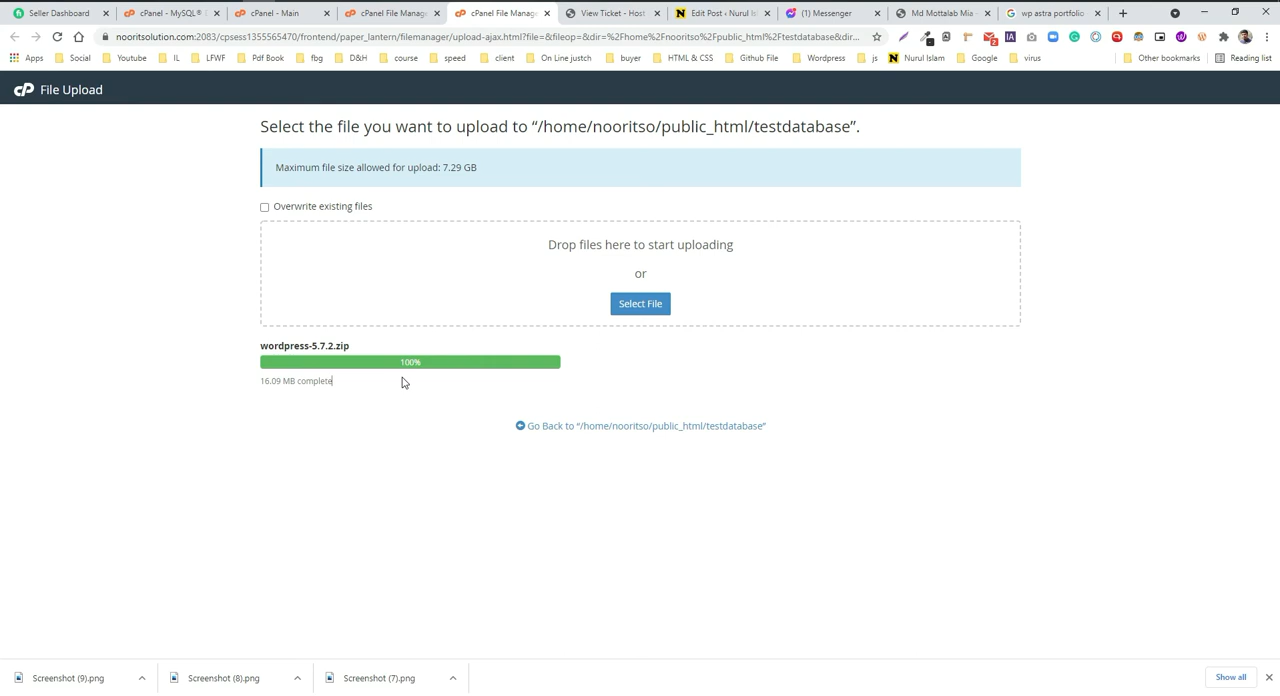 Seller Dashboard
cPanel - MySQL®
cPanel - Main
cPanel File Manage
cPanel File Manage
View Ticket - Host
Edit Post ‹ Nurul Islam
(1) Messenger
Md Mottalab Mia -
wp astra portfolio
nooritsolution.com:2083/cpsess1355565470/frontend/paper_lantern/filemanager/upload-ajax.html?file=&fileop=&dir=%2Fhome%2Fnooritso%2Fpublic_html%2Ftestdatabase&dir...
Apps
Social
Youtube
IL
LFWF
Pdf Book
fbg
D&H
course
speed
client
On Line justch
buyer
HTML & CSS
Github File
Wordpress
js
Nurul Islam
Google
virus
Other bookmarks
Reading list
cP File Upload
Select the file you want to upload to “/home/nooritso/public_html/testdatabase”.
Maximum file size allowed for upload: 7.29 GB
Overwrite existing files
Drop files here to start uploading
or
Select File
wordpress-5.7.2.zip
100%
16.09 MB complete
Go Back to “/home/nooritso/public_html/testdatabase”
Screenshot (9).png
Screenshot (8).png
Screenshot (7).png
Show all